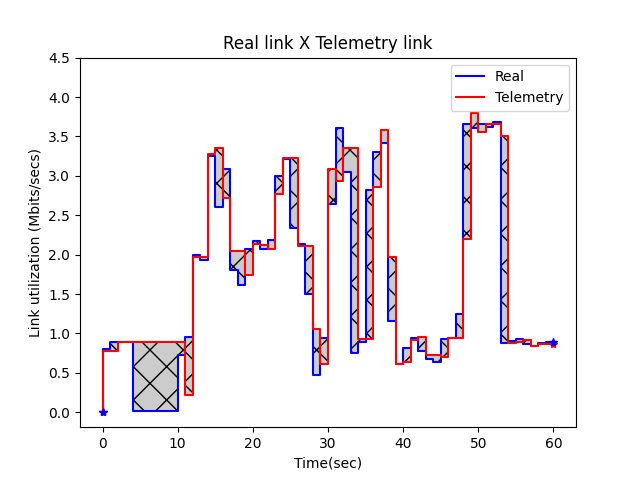 Real link X Telemetry link
Real
Telemetry
Link utilization (Mbits/secs)
4.5
4.0
3.5
3.0
2.5
2.0
1.5
1.0
0.5
0.0
0 10 20 30 40 50 60
Time(sec)